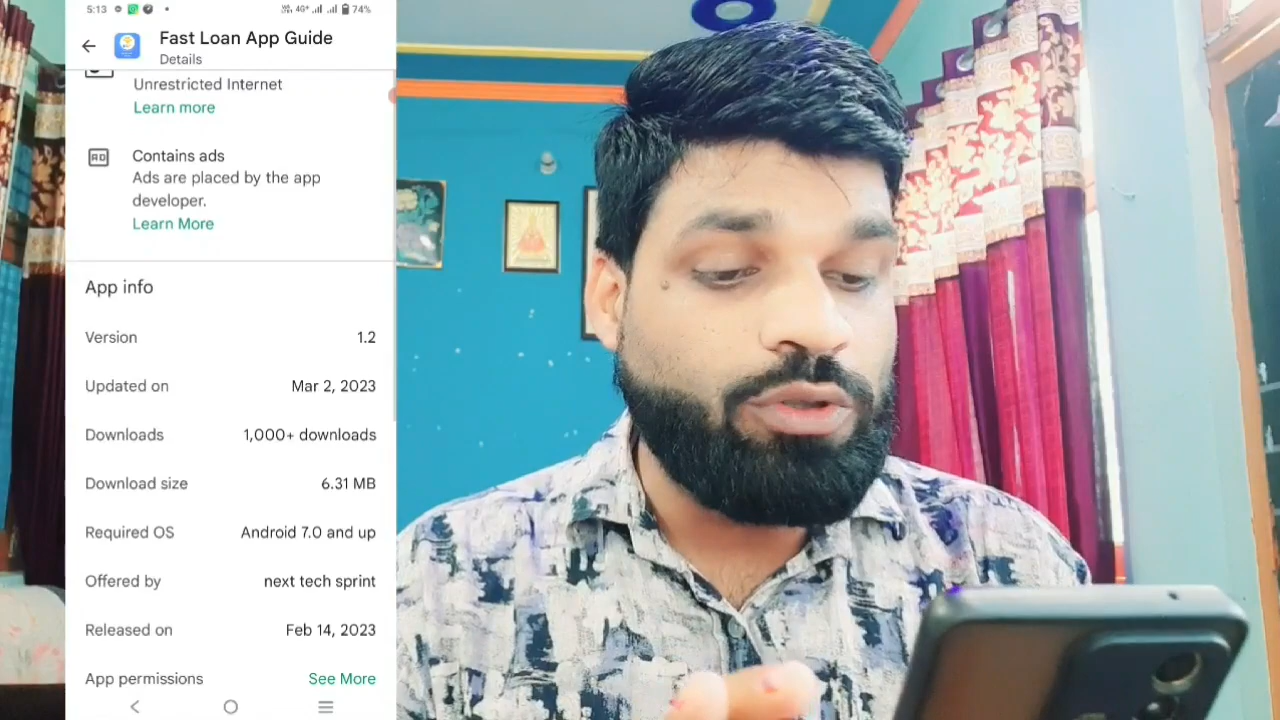 5:13
4G+
74%
Fast Loan App Guide
Details
Unrestricted Internet
Learn more
AD
Contains ads
Ads are placed by the app
developer.
Learn More
App info
Version 1.2
Updated on Mar 2, 2023
Downloads 1,000+ downloads
Download size 6.31 MB
Required OS Android 7.0 and up
Offered by next tech sprint
Released on Feb 14, 2023
App permissions See More